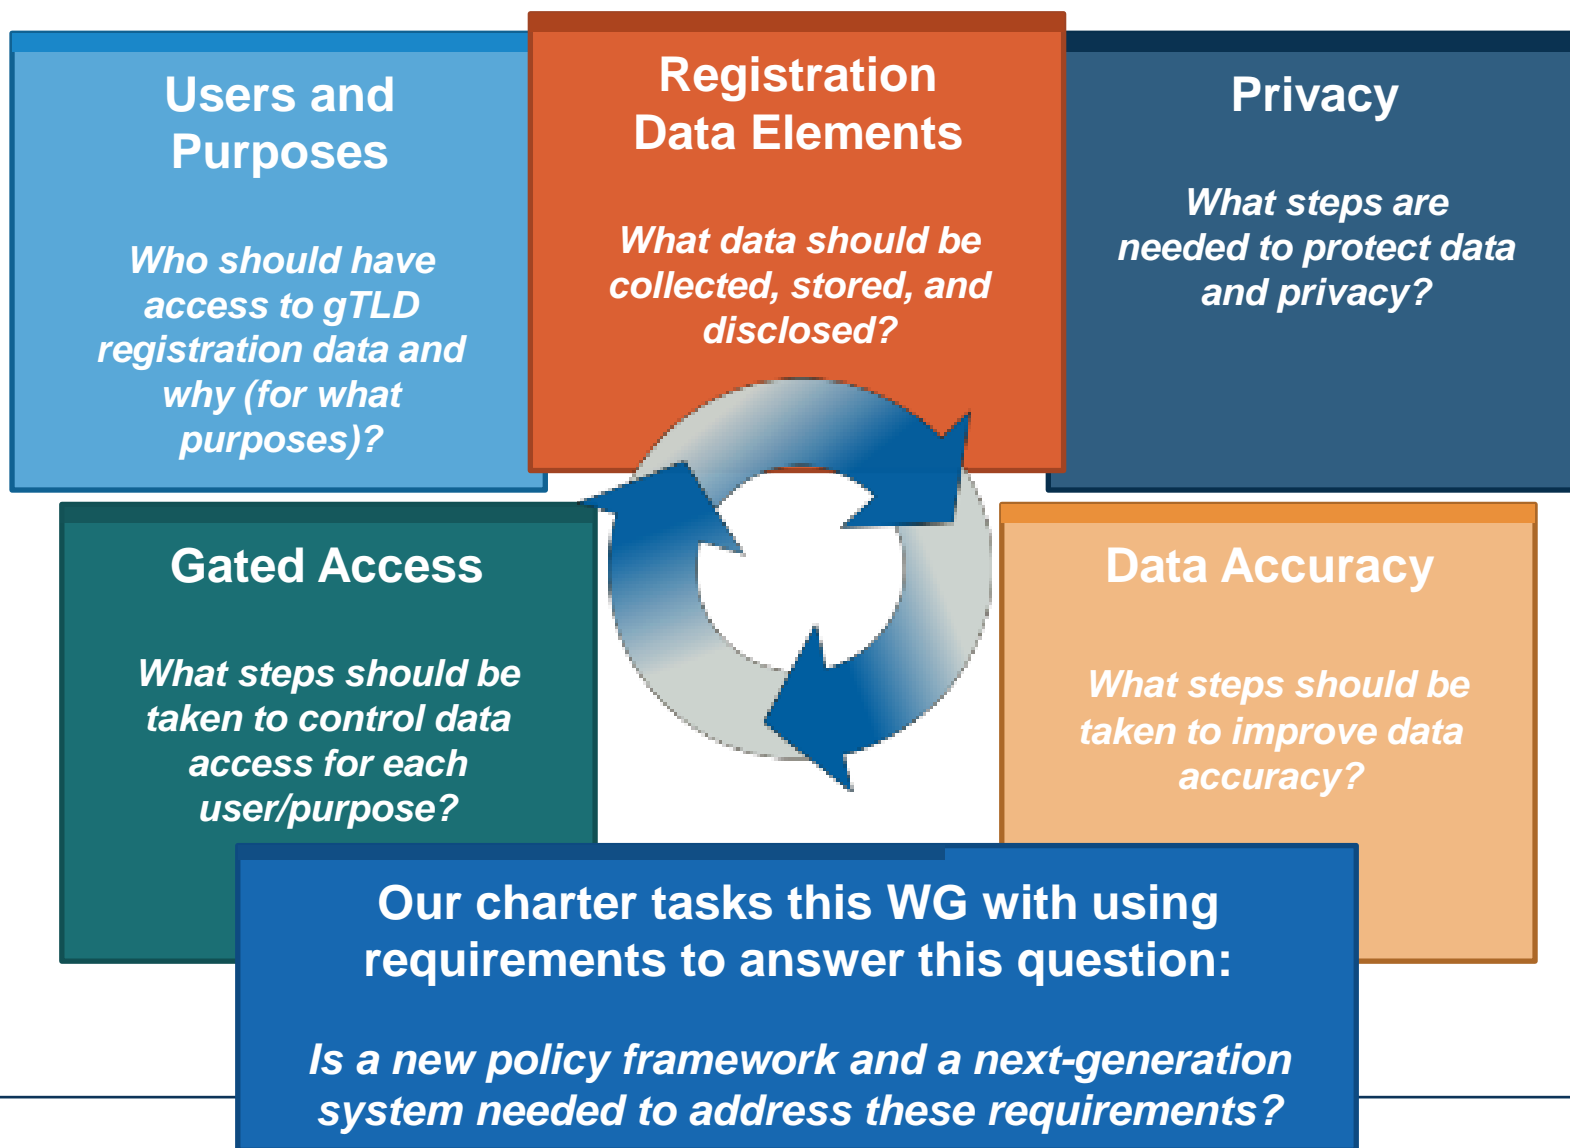 Users and
Purposes
Who should have
access to gTLD
registration data and
why (for what
purposes)?
Registration
Data Elements
What data should be
collected, stored, and
disclosed?
Privacy
What steps are
needed to protect data
and privacy?
Gated Access
What steps should be
taken to control data
access for each
user/purpose?
Data Accuracy
What steps should be
taken to improve data
accuracy?
Our charter tasks this WG with using
requirements to answer this question:
Is a new policy framework and a next-generation
system needed to address these requirements?